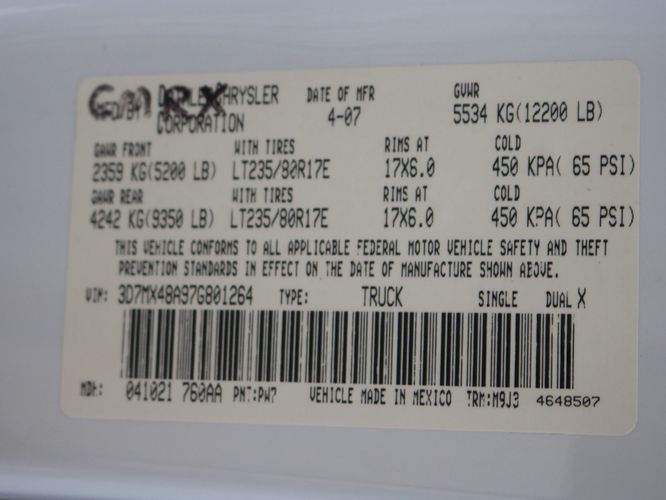 MFD BY DAIMLERCHRYSLER CORPORATION DATE OF MFR 4-07 GVWR 5534 KG(12200 LB)
GAWR FRONT WITH TIRES RIMS AT COLD
2359 KG(5200 LB) LT235/80R17E 17X6.0 450 KPA( 65 PSI)
GAWR REAR WITH TIRES RIMS AT COLD
4242 KG(9350 LB) LT235/80R17E 17X6.0 450 KPA( 65 PSI)
THIS VEHICLE CONFORMS TO ALL APPLICABLE FEDERAL MOTOR VEHICLE SAFETY AND THEFT
PREVENTION STANDARDS IN EFFECT ON THE DATE OF MANUFACTURE SHOWN ABOVE.
VIN: 3D7MX48A97G801264 TYPE: TRUCK SINGLE DUAL X
MDH: 041021 760AA PNT:PW7 VEHICLE MADE IN MEXICO TRM:M9J3 4648507